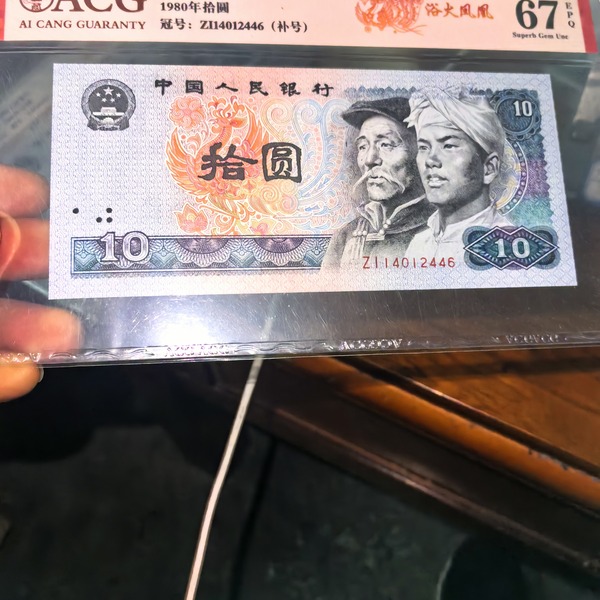 ACG
AI CANG GUARANTY
1980年拾圆
冠号: ZI14012446 (补号)
浴火凤凰
67
EPQ
Superb Gem Unc
中国人民银行
10
拾圆
10
ZI14012446
10